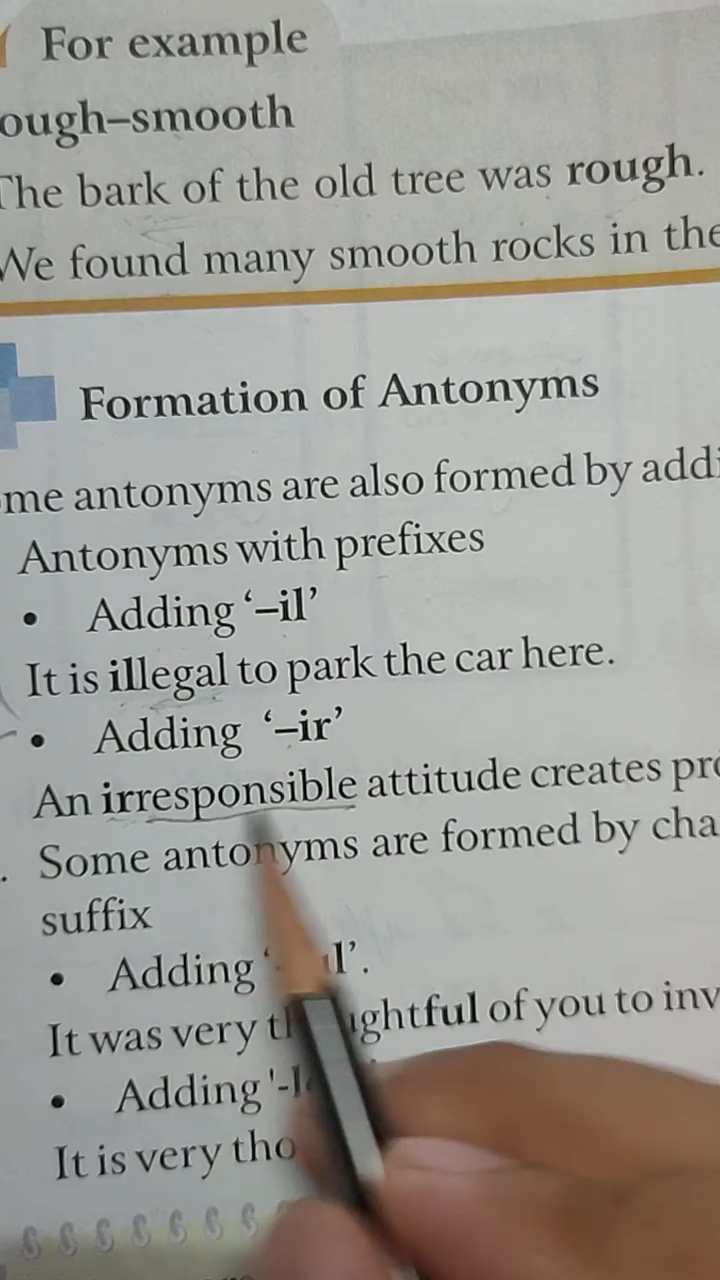 For example
ough–smooth
The bark of the old tree was rough.
We found many smooth rocks in the
Formation of Antonyms
me antonyms are also formed by addi
Antonyms with prefixes
• Adding ‘–il’
It is illegal to park the car here.
• Adding ‘–ir’
An irresponsible attitude creates pro
. Some antonyms are formed by cha
suffix
• Adding ‘ l’.
It was very ughtful of you to inv
• Adding '-l
It is very tho